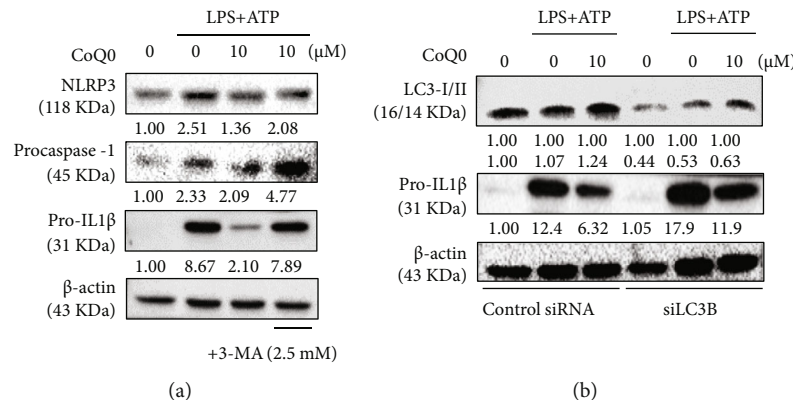 LPS+ATP
CoQ0 0 0 10 10 (μM)
NLRP3
(118 KDa)
1.00 2.51 1.36 2.08
Procaspase -1
(45 KDa)
1.00 2.33 2.09 4.77
Pro-IL1β
(31 KDa)
1.00 8.67 2.10 7.89
β-actin
(43 KDa)
+3-MA (2.5 mM)
(a)
LPS+ATP LPS+ATP
CoQ0 0 0 10 0 0 10 (μM)
LC3-I/II
(16/14 KDa)
1.00 1.00 1.00 1.00 1.00 1.00
1.00 1.07 1.24 0.44 0.53 0.63
Pro-IL1β
(31 KDa)
1.00 12.4 6.32 1.05 17.9 11.9
β-actin
(43 KDa)
Control siRNA siLC3B
(b)